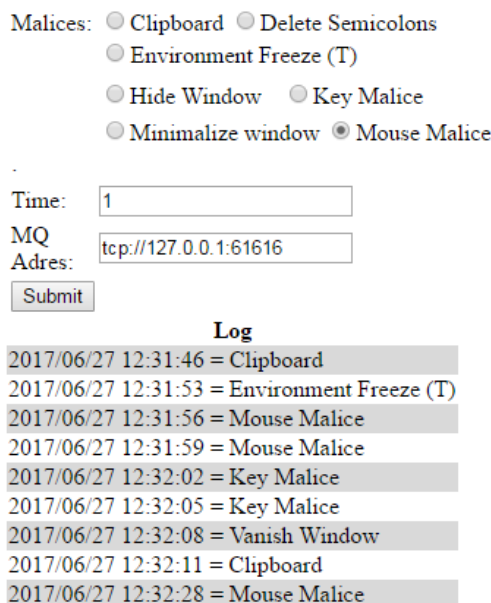 Malices: Clipboard Delete Semicolons
Environment Freeze (T)
Hide Window Key Malice
Minimalize window Mouse Malice
.
Time: 1
MQ
Adres: tcp://127.0.0.1:61616
Submit
Log
2017/06/27 12:31:46 = Clipboard
2017/06/27 12:31:53 = Environment Freeze (T)
2017/06/27 12:31:56 = Mouse Malice
2017/06/27 12:31:59 = Mouse Malice
2017/06/27 12:32:02 = Key Malice
2017/06/27 12:32:05 = Key Malice
2017/06/27 12:32:08 = Vanish Window
2017/06/27 12:32:11 = Clipboard
2017/06/27 12:32:28 = Mouse Malice